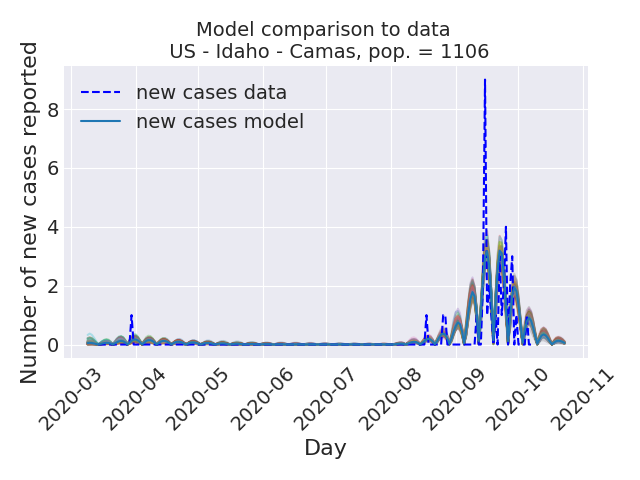 Model comparison to data
US - Idaho - Camas, pop. = 1106
Number of new cases reported
new cases data
new cases model
8
6
4
2
0
2020-03
2020-04
2020-05
2020-06
2020-07
2020-08
2020-09
2020-10
2020-11
Day